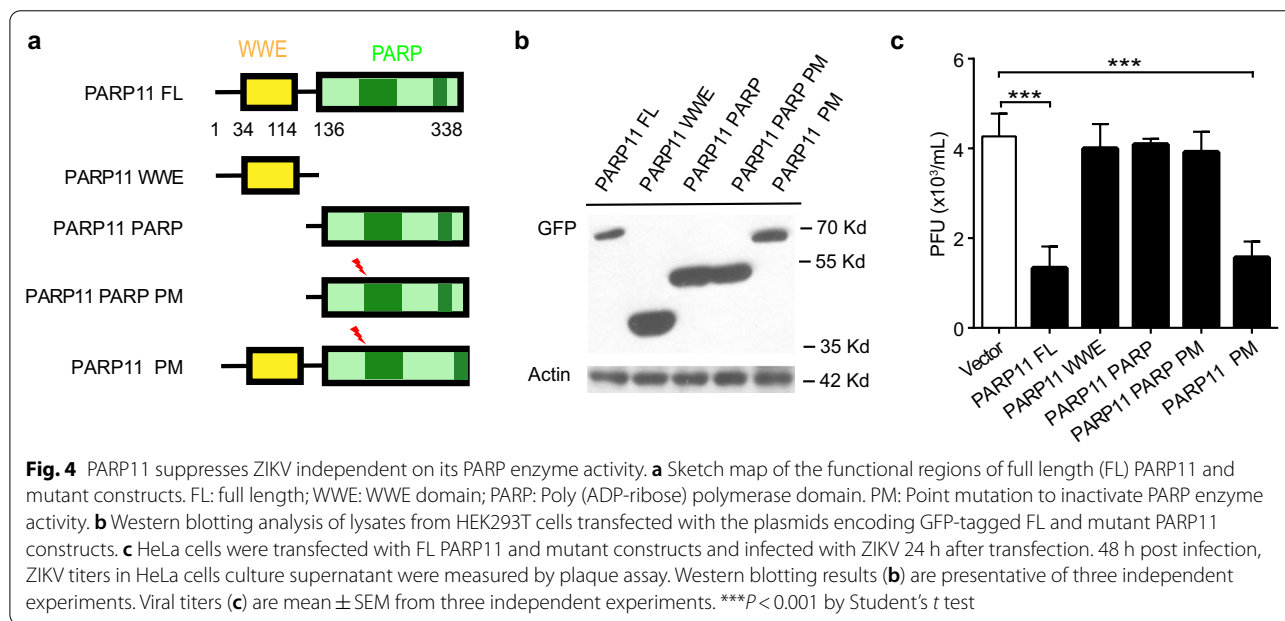 a
WWE PARP
PARP11 FL
1 34 114 136 338
PARP11 WWE
PARP11 PARP
PARP11 PARP PM
PARP11 PM
b
PARP11 FL
PARP11 WWE
PARP11 PARP
PARP11 PARP PM
PARP11 PM
GFP
– 70 Kd
– 55 Kd
– 35 Kd
Actin
– 42 Kd
c
PFU (x10³/mL)
6
4
2
0
***
***
Vector
PARP11 FL
PARP11 WWE
PARP11 PARP
PARP11 PARP PM
PARP11 PM
Fig. 4 PARP11 suppresses ZIKV independent on its PARP enzyme activity. a Sketch map of the functional regions of full length (FL) PARP11 and
mutant constructs. FL: full length; WWE: WWE domain; PARP: Poly (ADP-ribose) polymerase domain. PM: Point mutation to inactivate PARP enzyme
activity. b Western blotting analysis of lysates from HEK293T cells transfected with the plasmids encoding GFP-tagged FL and mutant PARP11
constructs. c HeLa cells were transfected with FL PARP11 and mutant constructs and infected with ZIKV 24 h after transfection. 48 h post infection,
ZIKV titers in HeLa cells culture supernatant were measured by plaque assay. Western blotting results (b) are presentative of three independent
experiments. Viral titers (c) are mean ± SEM from three independent experiments. ***P < 0.001 by Student's t test